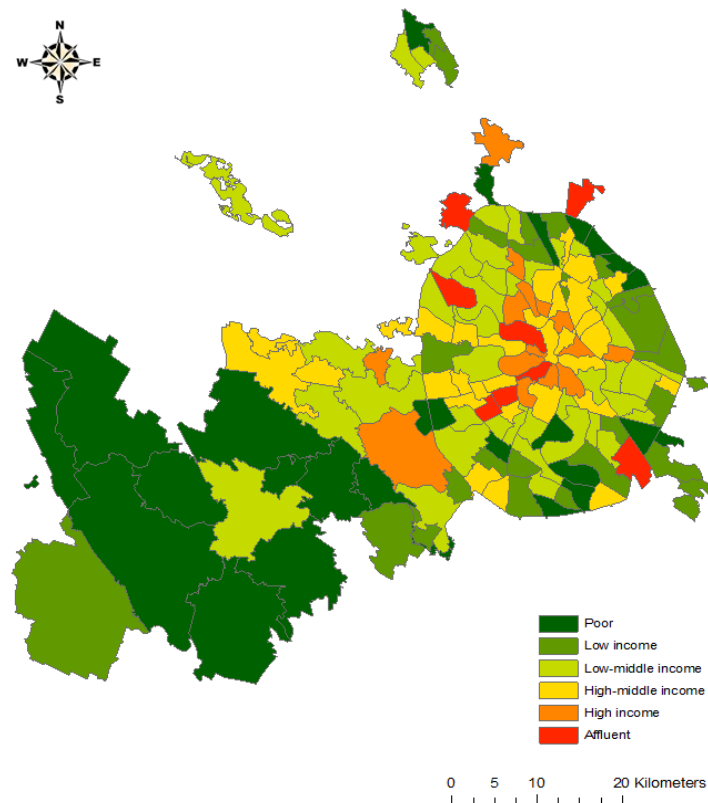 N
W E
S
Poor
Low income
Low-middle income
High-middle income
High income
Affluent
0 5 10 20 Kilometers